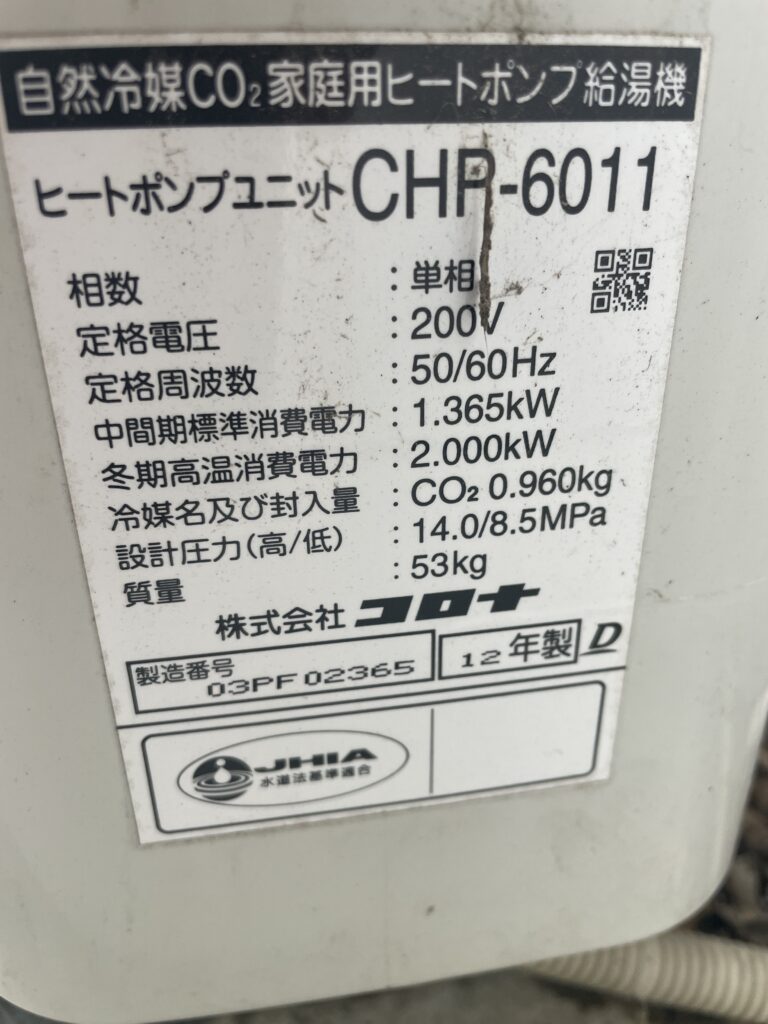 自然冷媒CO₂家庭用ヒートポンプ給湯機
ヒートポンプユニット CHP-6011
相数 : 単相
定格電圧 : 200V
定格周波数 : 50/60Hz
中間期標準消費電力 : 1.365kW
冬期高温消費電力 : 2.000kW
冷媒名及び封入量 : CO₂ 0.960kg
設計圧力(高/低) : 14.0/8.5MPa
質量 : 53kg
株式会社 コロナ
製造番号 03PF02365 12年製 D
JHIA
水道法基準適合